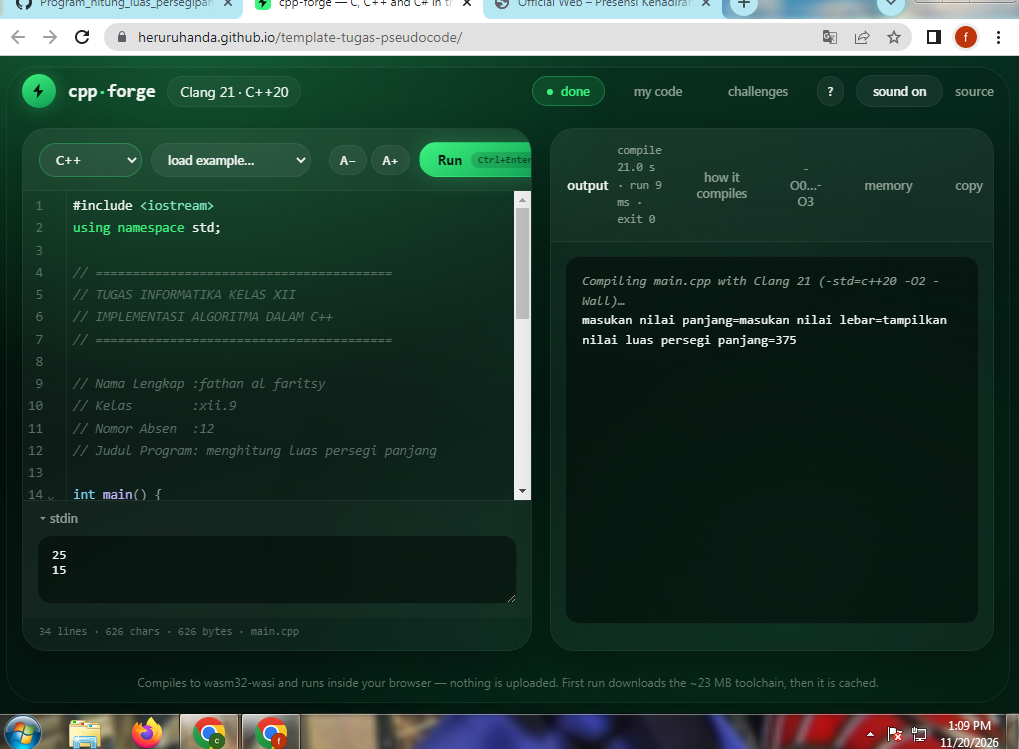 Program_hitung_luas_persegipan
cpp-forge — C, C++ and C# in th
Official Web – Presensi Kehadiran
heruruhanda.github.io/template-tugas-pseudocode/
f
cpp·forge
Clang 21 · C++20
done
my code
challenges
?
sound on
source
C++
load example...
A−
A+
Run
Ctrl+Enter
output
compile
21.0 s
· run 9
ms ·
exit 0
how it
compiles
-
O0…-
O3
memory
copy
1 #include <iostream>
2 using namespace std;
3
4 // ========================================
5 // TUGAS INFORMATIKA KELAS XII
6 // IMPLEMENTASI ALGORITMA DALAM C++
7 // ========================================
8
9 // Nama Lengkap :fathan al faritsy
10 // Kelas        :xii.9
11 // Nomor Absen  :12
12 // Judul Program: menghitung luas persegi panjang
13
14 int main() {
Compiling main.cpp with Clang 21 (-std=c++20 -O2 -
Wall)…
masukan nilai panjang=masukan nilai lebar=tampilkan
nilai luas persegi panjang=375
stdin
25
15
34 lines · 626 chars · 626 bytes · main.cpp
Compiles to wasm32-wasi and runs inside your browser — nothing is uploaded. First run downloads the ~23 MB toolchain, then it is cached.
c
f
1:09 PM
11/20/2026